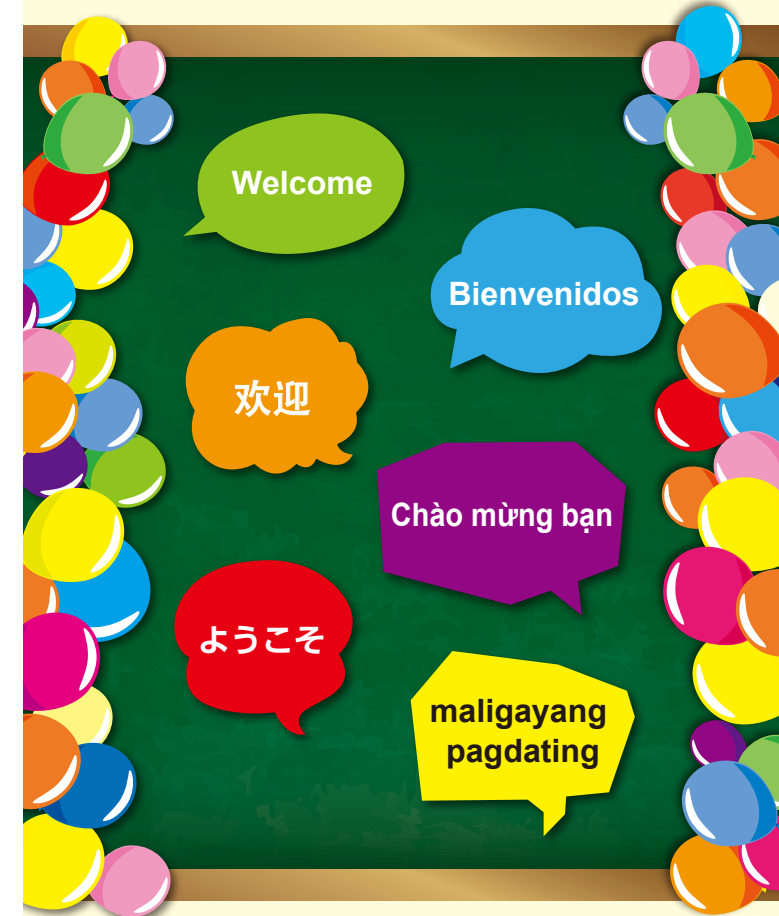 Welcome
Bienvenidos
欢迎
Chào mừng bạn
ようこそ
maligayang
pagdating